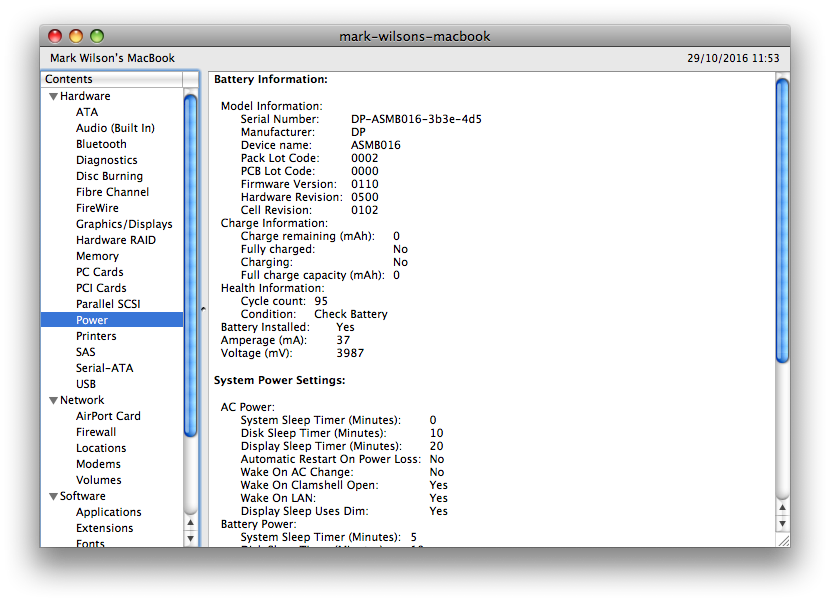 mark-wilsons-macbook
Mark Wilson's MacBook 29/10/2016 11:53
Contents
Hardware
ATA
Audio (Built In)
Bluetooth
Diagnostics
Disc Burning
Fibre Channel
FireWire
Graphics/Displays
Hardware RAID
Memory
PC Cards
PCI Cards
Parallel SCSI
Power
Printers
SAS
Serial-ATA
USB
Network
AirPort Card
Firewall
Locations
Modems
Volumes
Software
Applications
Extensions
Fonts
Battery Information:
Model Information:
Serial Number: DP-ASMB016-3b3e-4d5
Manufacturer: DP
Device name: ASMB016
Pack Lot Code: 0002
PCB Lot Code: 0000
Firmware Version: 0110
Hardware Revision: 0500
Cell Revision: 0102
Charge Information:
Charge remaining (mAh): 0
Fully charged: No
Charging: No
Full charge capacity (mAh): 0
Health Information:
Cycle count: 95
Condition: Check Battery
Battery Installed: Yes
Amperage (mA): 37
Voltage (mV): 3987
System Power Settings:
AC Power:
System Sleep Timer (Minutes): 0
Disk Sleep Timer (Minutes): 10
Display Sleep Timer (Minutes): 20
Automatic Restart On Power Loss: No
Wake On AC Change: No
Wake On Clamshell Open: Yes
Wake On LAN: Yes
Display Sleep Uses Dim: Yes
Battery Power:
System Sleep Timer (Minutes): 5
Disk Sleep Timer (Minutes): 10